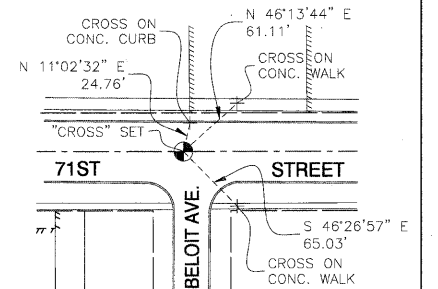 N 46°13'44" E
61.11'
CROSS ON
CONC. CURB
CROSS ON
CONC. WALK
N 11°02'32" E
24.76'
"CROSS" SET
71ST
STREET
BELOIT AVE.
S 46°26'57" E
65.03'
CROSS ON
CONC. WALK